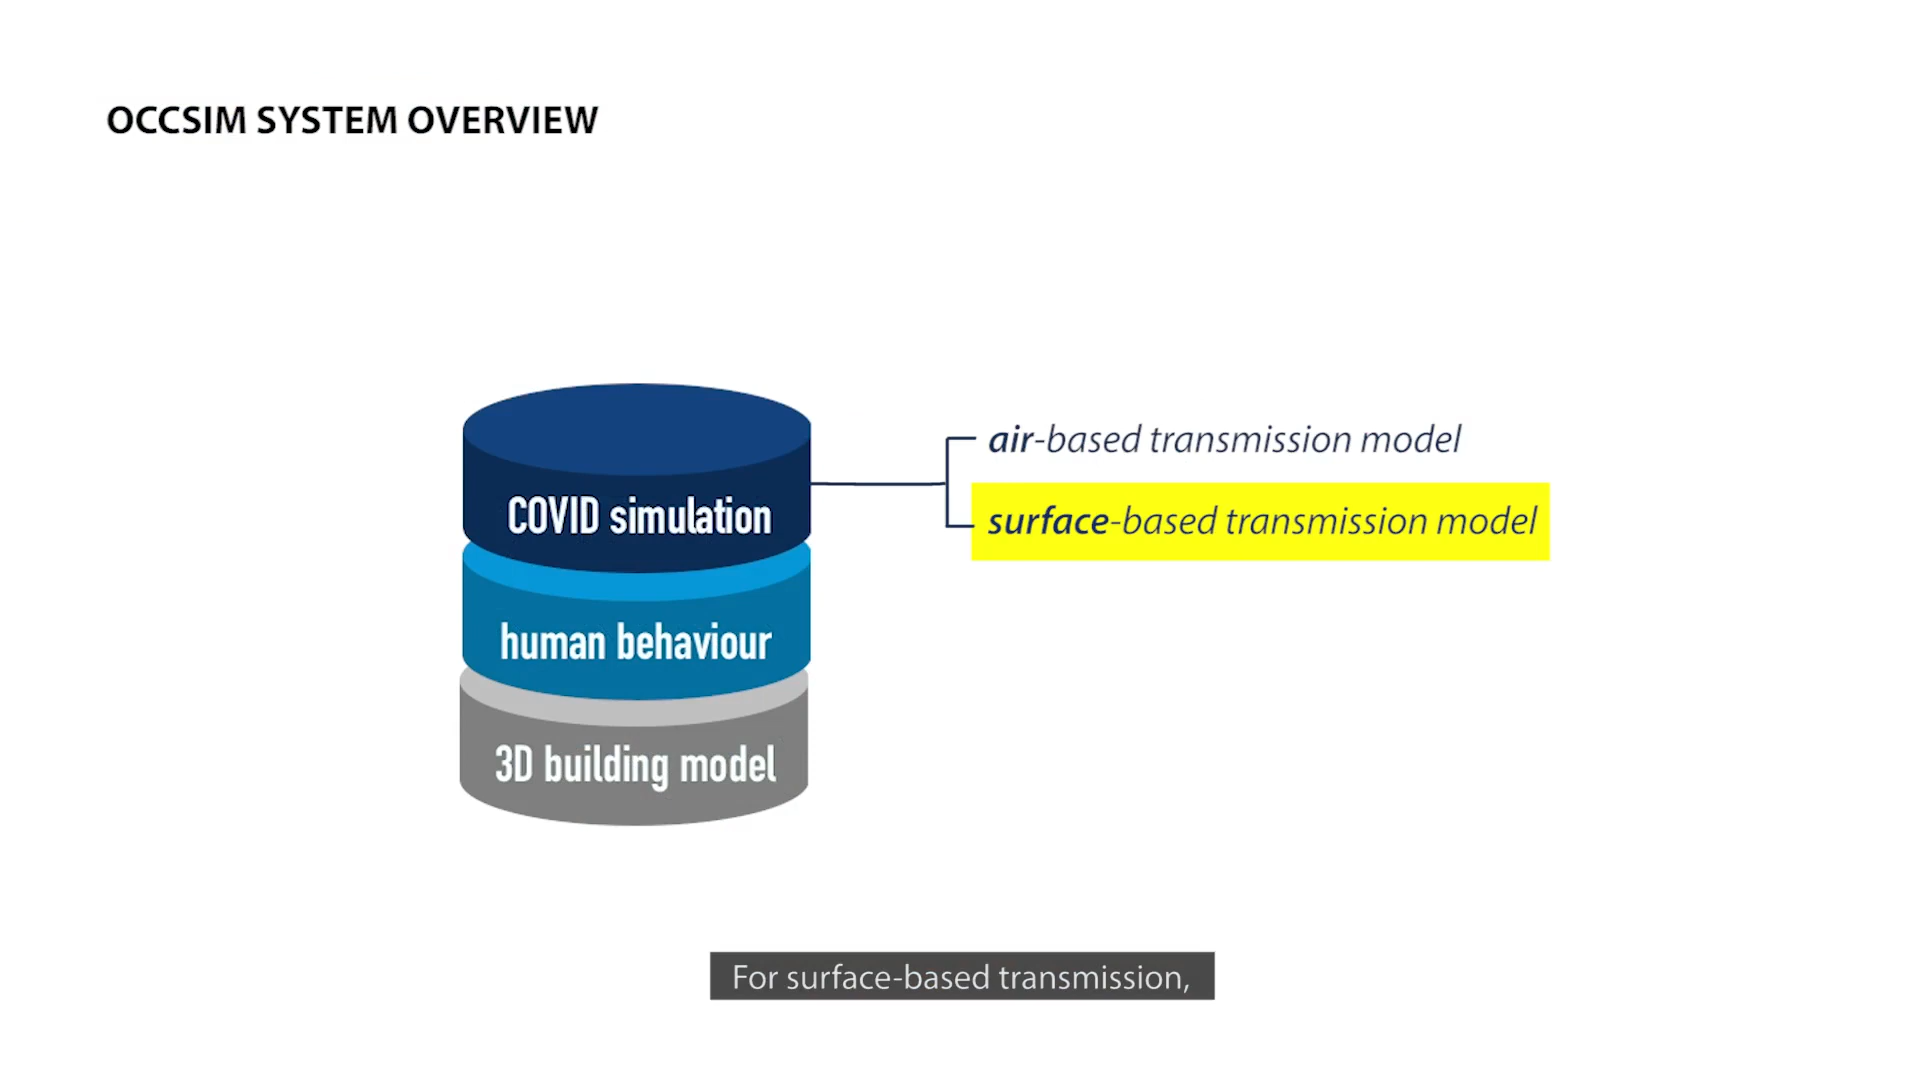 OCCSIM SYSTEM OVERVIEW
air-based transmission model
surface-based transmission model
COVID simulation
human behaviour
3D building model
For surface-based transmission,